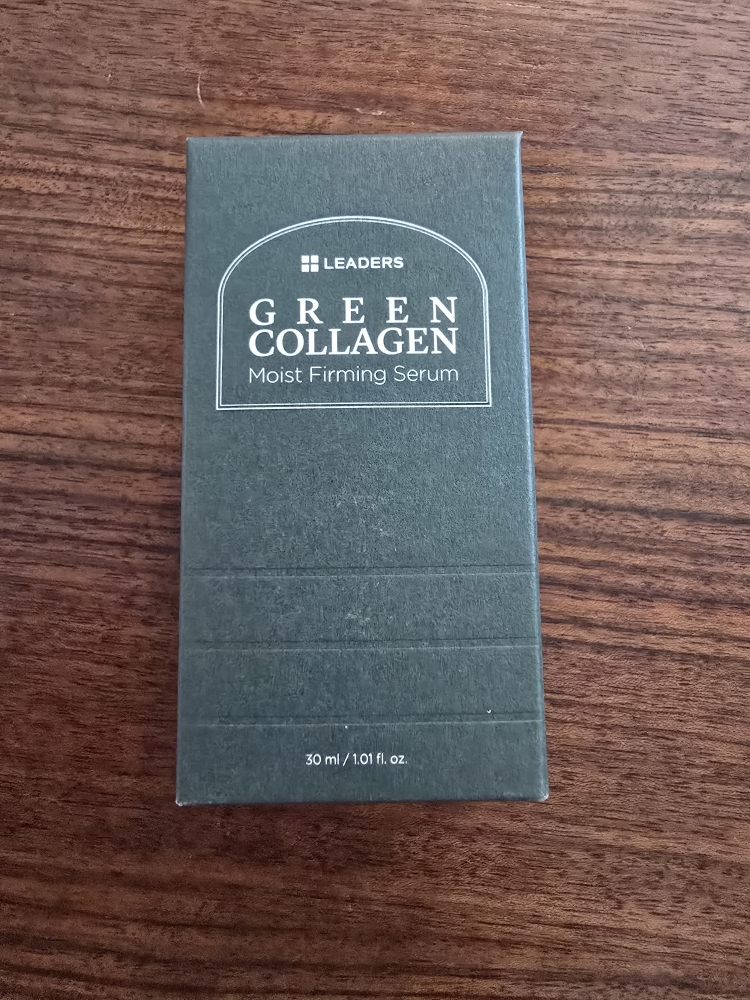 LEADERS
GREEN
COLLAGEN
Moist Firming Serum
30 ml / 1.01 fl. oz.